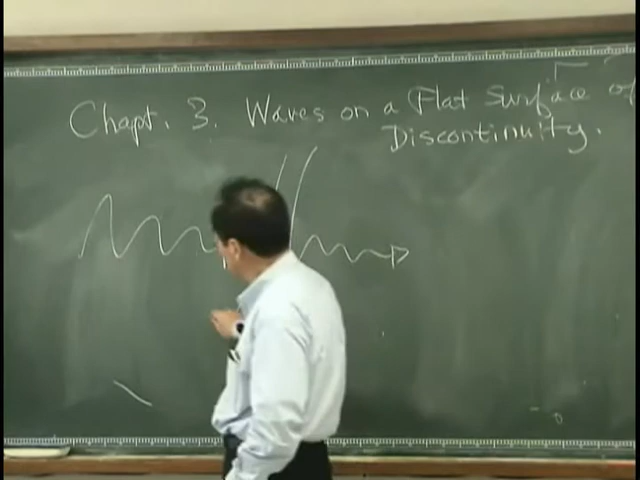 Chapt. 3. Waves on a Flat Surface of
Discontinuity.